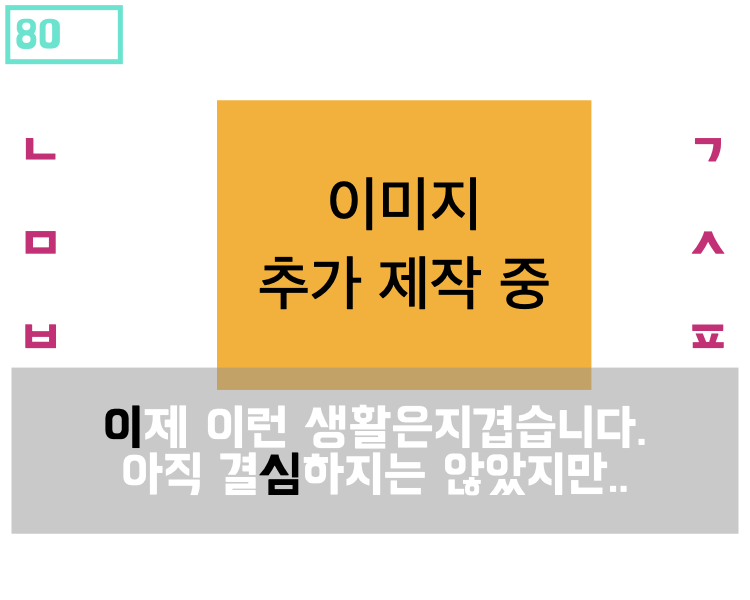 80
ㄴ ㄱ
ㅁ ㅅ
ㅂ ㅍ
이미지
추가 제작 중
이제 이런 생활은지겹습니다.
아직 결심하지는 않았지만..